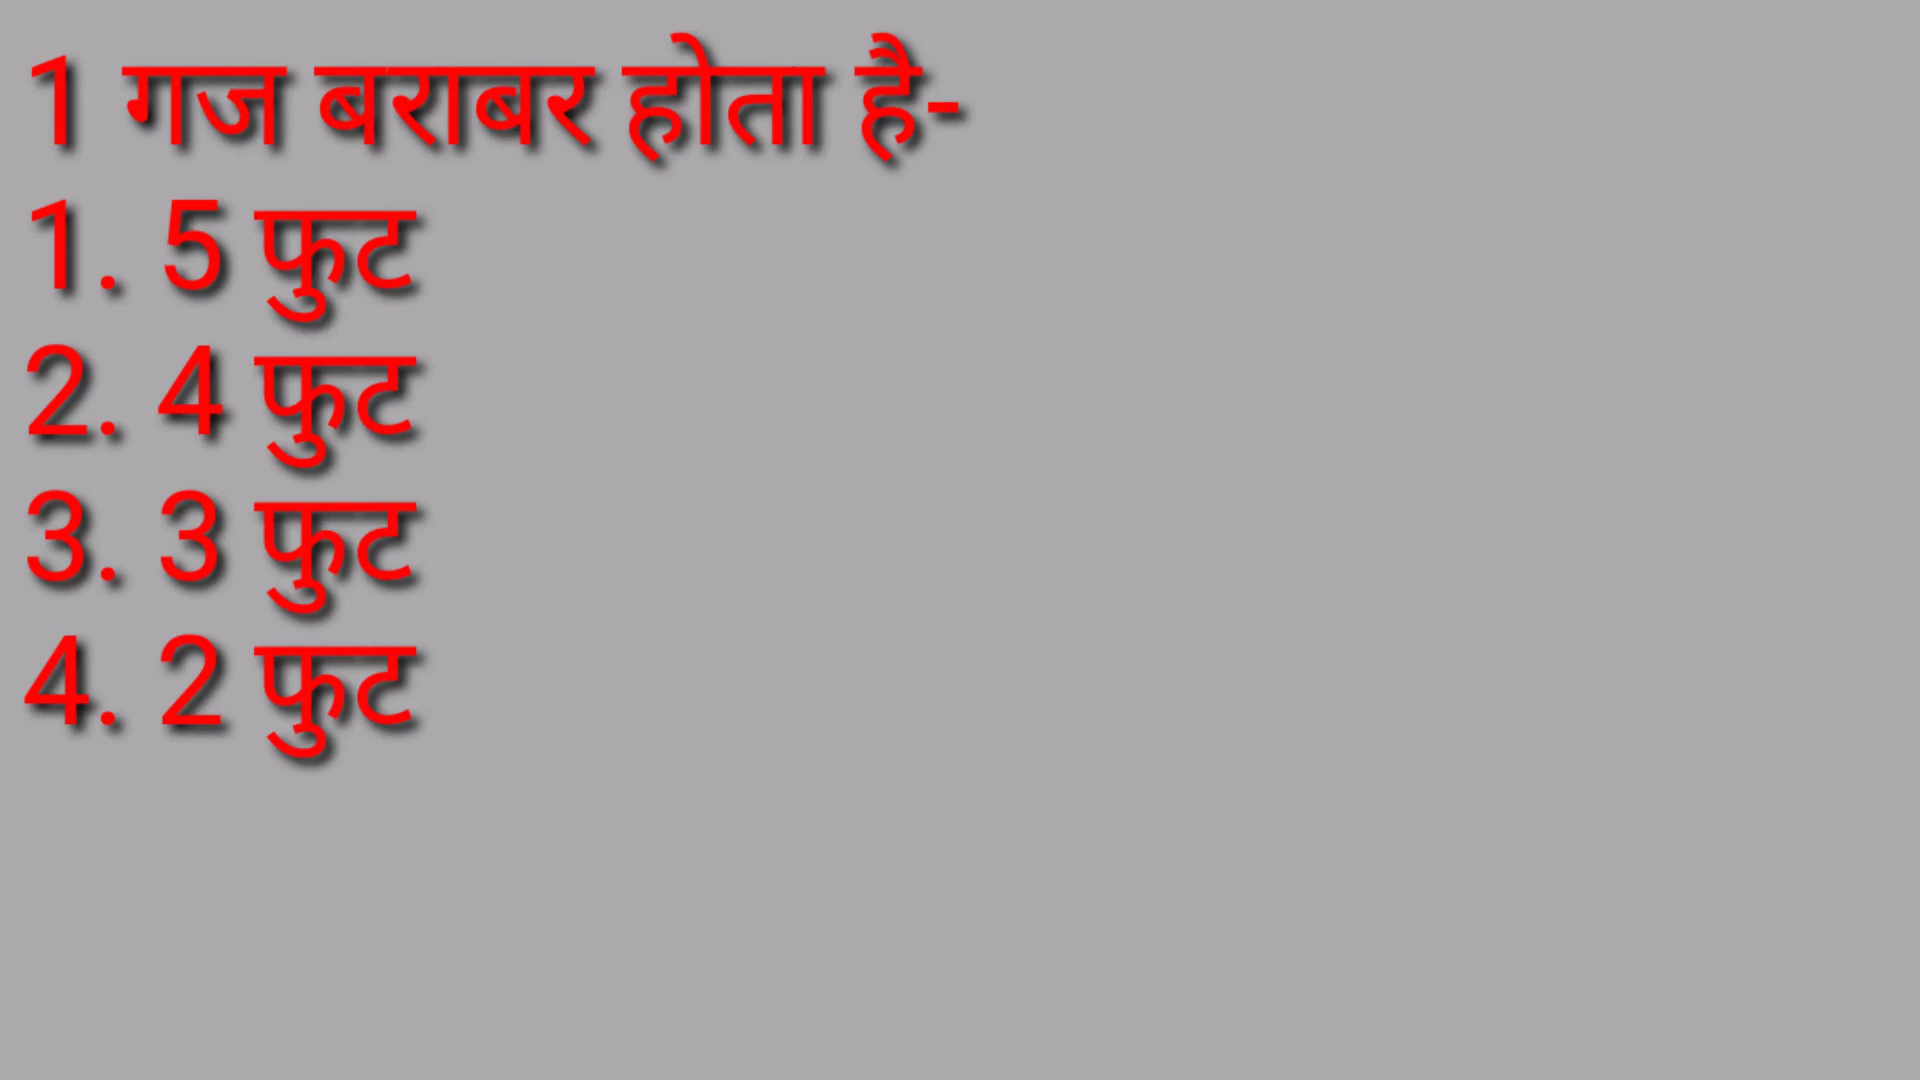 1 गज बराबर होता है-
1. 5 फुट
2. 4 फुट
3. 3 फुट
4. 2 फुट